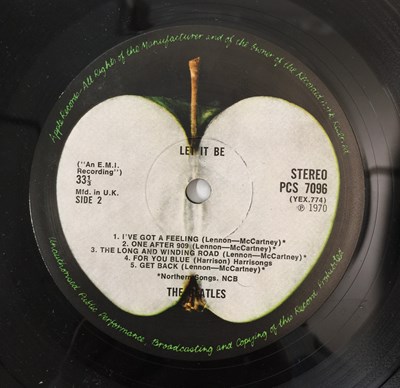 Apple Records-All Rights of the Manufacturer and of the Owner of the Recorded Work Reserved
LET IT BE
("An E.M.I.
Recording")
33⅓
Mfd. in U.K.
SIDE 2
STEREO
PCS 7096
(YEX.774)
Ⓟ 1970
1. I'VE GOT A FEELING (Lennon—McCartney)*
2. ONE AFTER 909 (Lennon—McCartney)*
3. THE LONG AND WINDING ROAD (Lennon—McCartney)*
4. FOR YOU BLUE (Harrison) Harrisongs
5. GET BACK (Lennon—McCartney)*
*Northern Songs. NCB
THE BEATLES
Unauthorised Public Performance, Broadcasting and Copying of this Record Prohibited